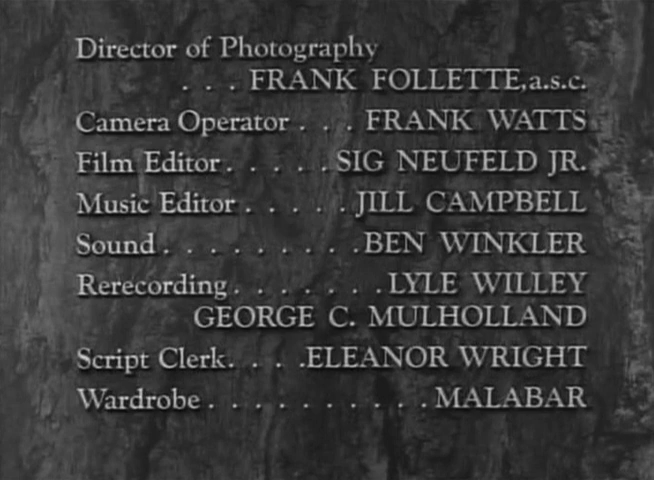 Director of Photography
. . . FRANK FOLLETTE, a.s.c.
Camera Operator . . . FRANK WATTS
Film Editor . . . . . SIG NEUFELD JR.
Music Editor . . . . . JILL CAMPBELL
Sound . . . . . . . . . BEN WINKLER
Rerecording . . . . . . . LYLE WILLEY
GEORGE C. MULHOLLAND
Script Clerk. . . .ELEANOR WRIGHT
Wardrobe . . . . . . . . . . MALABAR